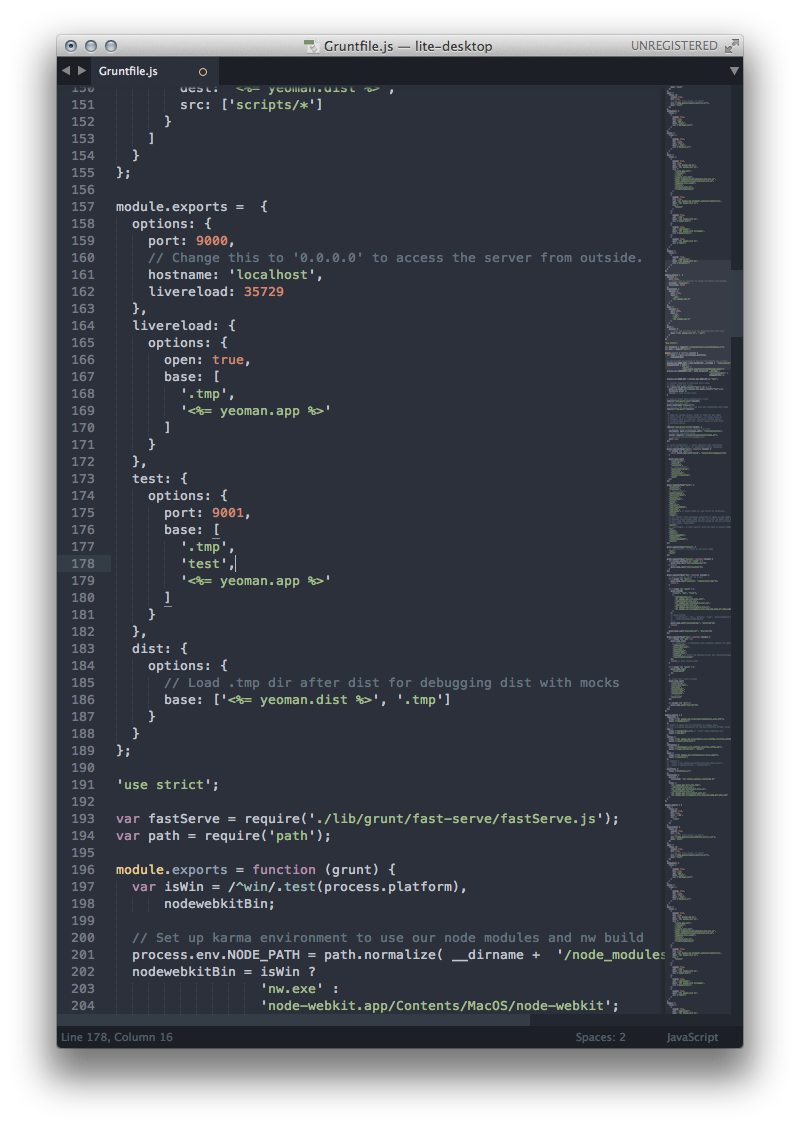 Gruntfile.js — lite-desktop
UNREGISTERED
Gruntfile.js
150 dest: '<%= yeoman.dist %>',
151 src: ['scripts/*']
152 }
153 ]
154 }
155 };
156
157 module.exports =  {
158 options: {
159 port: 9000,
160 // Change this to '0.0.0.0' to access the server from outside.
161 hostname: 'localhost',
162 livereload: 35729
163 },
164 livereload: {
165 options: {
166 open: true,
167 base: [
168 '.tmp',
169 '<%= yeoman.app %>'
170 ]
171 }
172 },
173 test: {
174 options: {
175 port: 9001,
176 base: [
177 '.tmp',
178 'test',
179 '<%= yeoman.app %>'
180 ]
181 }
182 },
183 dist: {
184 options: {
185 // Load .tmp dir after dist for debugging dist with mocks
186 base: ['<%= yeoman.dist %>', '.tmp']
187 }
188 }
189 };
190
191 'use strict';
192
193 var fastServe = require('./lib/grunt/fast-serve/fastServe.js');
194 var path = require('path');
195
196 module.exports = function (grunt) {
197 var isWin = /^win/.test(process.platform),
198 nodewebkitBin;
199
200 // Set up karma environment to use our node modules and nw build
201 process.env.NODE_PATH = path.normalize( __dirname +  '/node_modules
202 nodewebkitBin = isWin ?
203 'nw.exe' :
204 'node-webkit.app/Contents/MacOS/node-webkit';
Line 178, Column 16
Spaces: 2
JavaScript